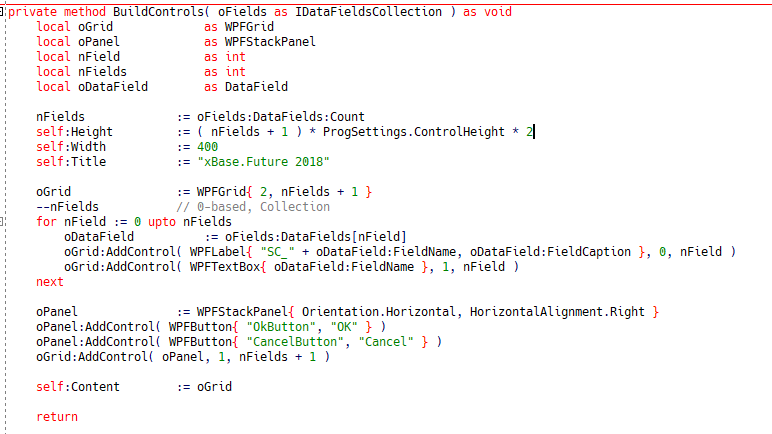 private method BuildControls( oFields as IDataFieldsCollection ) as void
local oGrid as WPFGrid
local oPanel as WPFStackPanel
local nField as int
local nFields as int
local oDataField as DataField
nFields := oFields:DataFields:Count
self:Height := ( nFields + 1 ) * ProgSettings.ControlHeight * 2
self:Width := 400
self:Title := "xBase.Future 2018"
oGrid := WPFGrid{ 2, nFields + 1 }
--nFields // 0-based, Collection
for nField := 0 upto nFields
oDataField := oFields:DataFields[nField]
oGrid:AddControl( WPFLabel{ "SC_" + oDataField:FieldName, oDataField:FieldCaption }, 0, nField )
oGrid:AddControl( WPFTextBox{ oDataField:FieldName }, 1, nField )
next
oPanel := WPFStackPanel{ Orientation.Horizontal, HorizontalAlignment.Right }
oPanel:AddControl( WPFButton{ "OkButton", "OK" } )
oPanel:AddControl( WPFButton{ "CancelButton", "Cancel" } )
oGrid:AddControl( oPanel, 1, nFields + 1 )
self:Content := oGrid
return